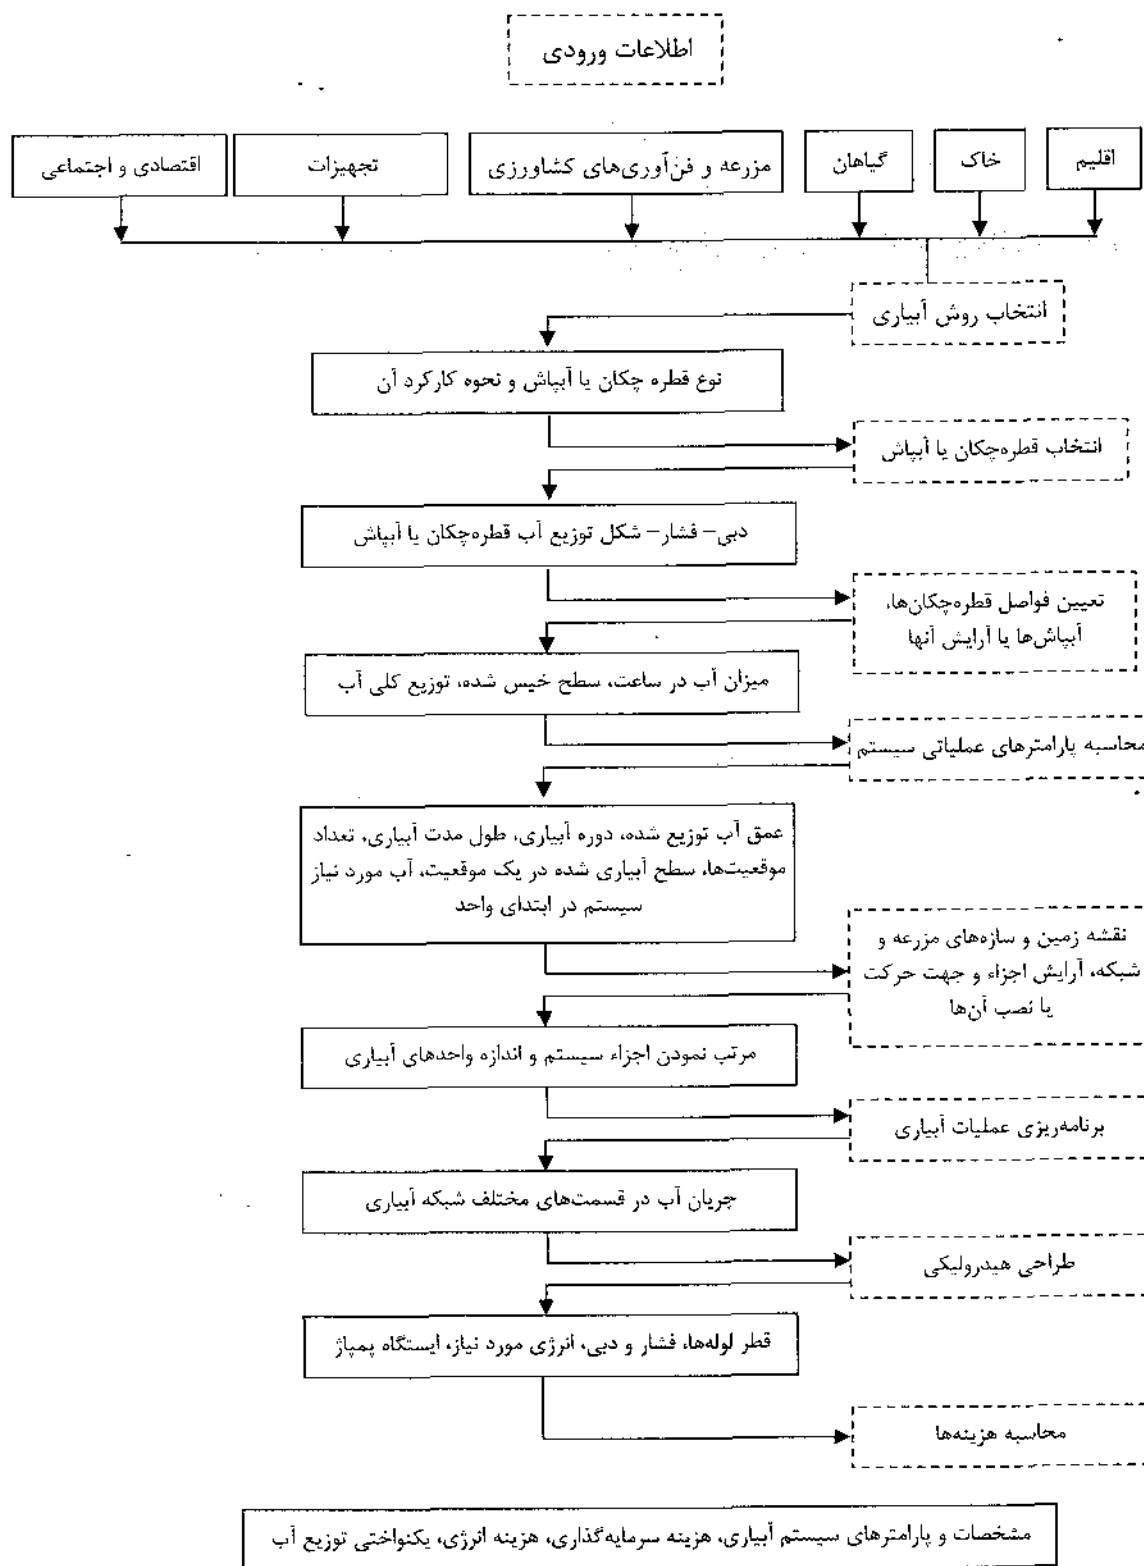 اطلاعات ورودی
اقلیم
خاک
گیاهان
مزرعه و فن‌آوری‌های کشاورزی
تجهیزات
اقتصادی و اجتماعی
انتخاب روش آبیاری
نوع قطره چکان یا آبپاش و نحوه کارکرد آن
انتخاب قطره‌چکان یا آبپاش
دبی– فشار– شکل توزیع آب قطره‌چکان یا آبپاش
تعیین فواصل قطره‌چکان‌ها،
آبپاش‌ها یا آرایش آنها
میزان آب در ساعت، سطح خیس شده، توزیع کلی آب
محاسبه پارامترهای عملیاتی سیستم
عمق آب توزیع شده، دوره آبیاری، طول مدت آبیاری، تعداد
موقعیت‌ها، سطح آبیاری شده در یک موقعیت، آب مورد نیاز
سیستم در ابتدای واحد
نقشه زمین و سازه‌های مزرعه و
شبکه، آرایش اجزاء و جهت حرکت
یا نصب آن‌ها
مرتب نمودن اجزاء سیستم و اندازه واحدهای آبیاری
برنامه‌ریزی عملیات آبیاری
جریان آب در قسمت‌های مختلف شبکه آبیاری
طراحی هیدرولیکی
قطر لوله‌ها، فشار و دبی، انرژی مورد نیاز، ایستگاه پمپاژ
محاسبه هزینه‌ها
مشخصات و پارامترهای سیستم آبیاری، هزینه سرمایه‌گذاری، هزینه انرژی، یکنواختی توزیع آب